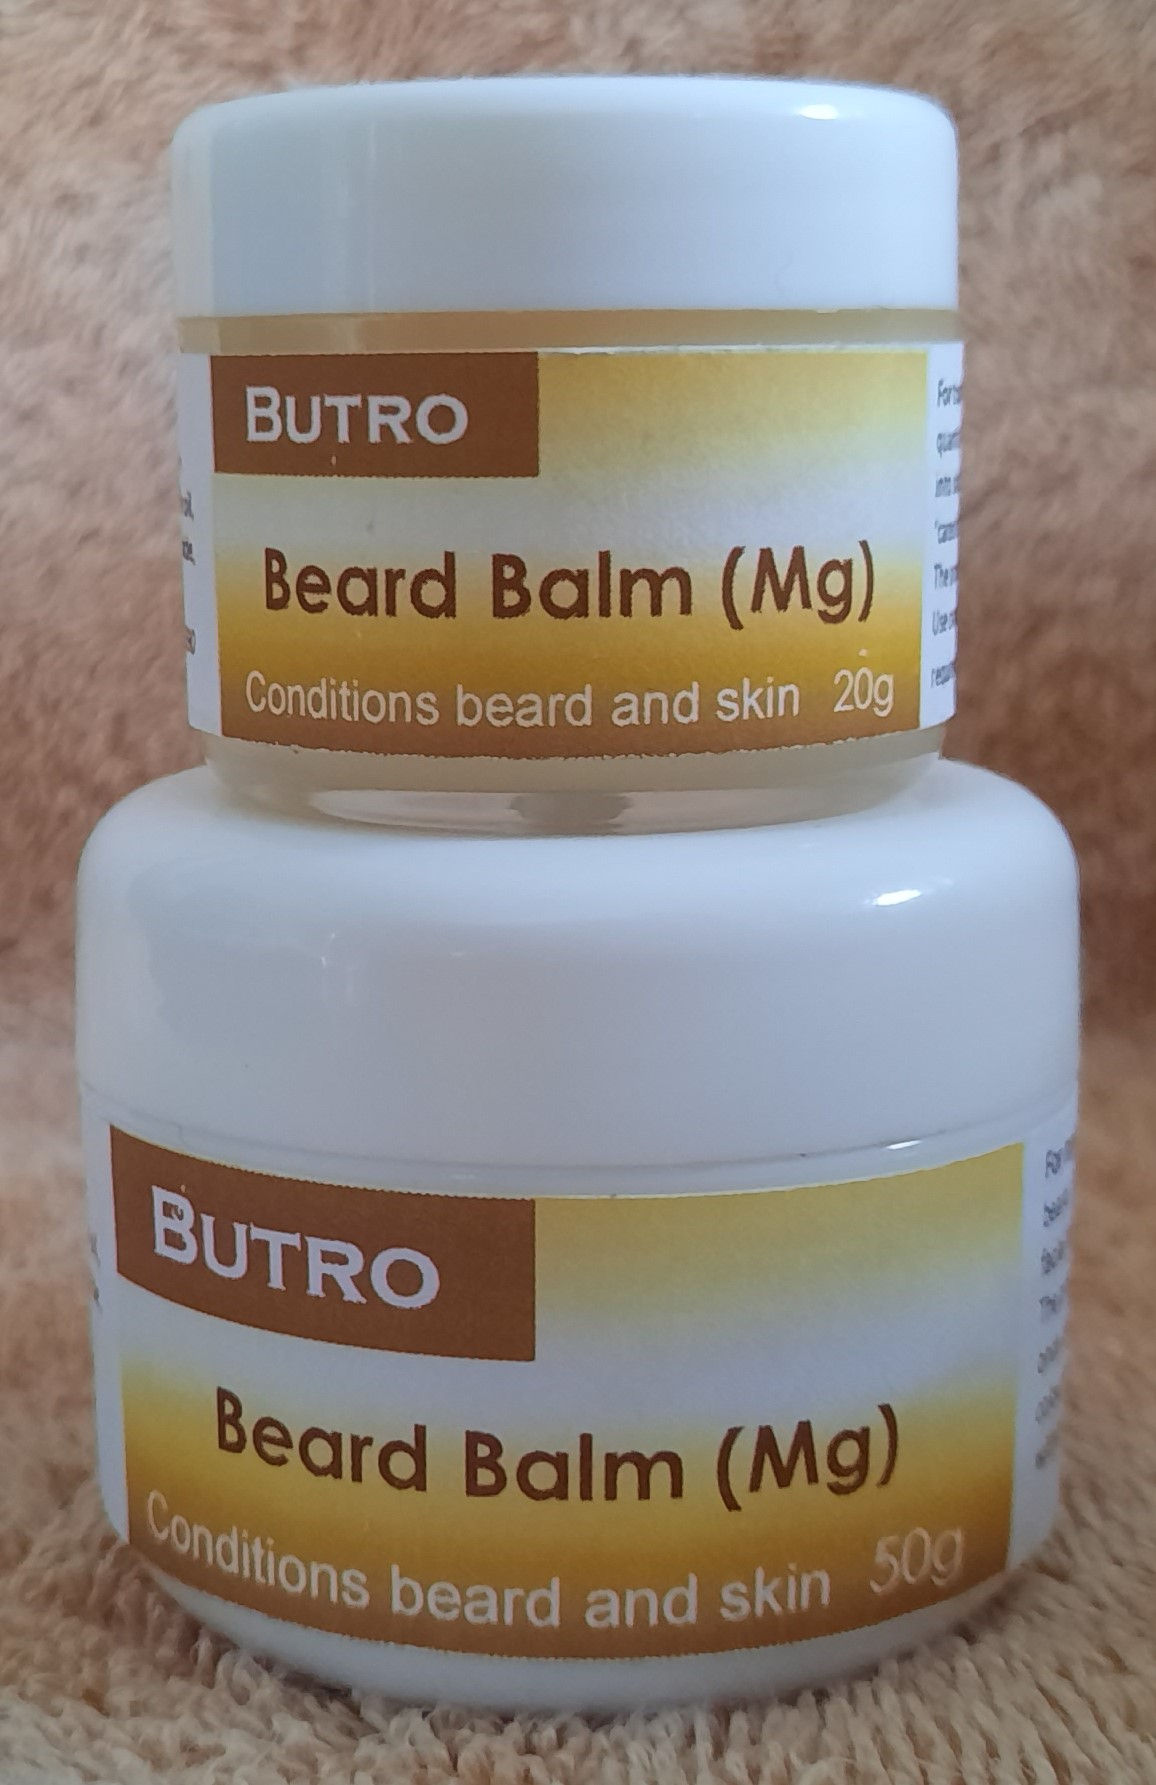 BUTRO
Beard Balm (Mg)
Conditions beard and skin 20g
BUTRO
Beard Balm (Mg)
Conditions beard and skin 50g